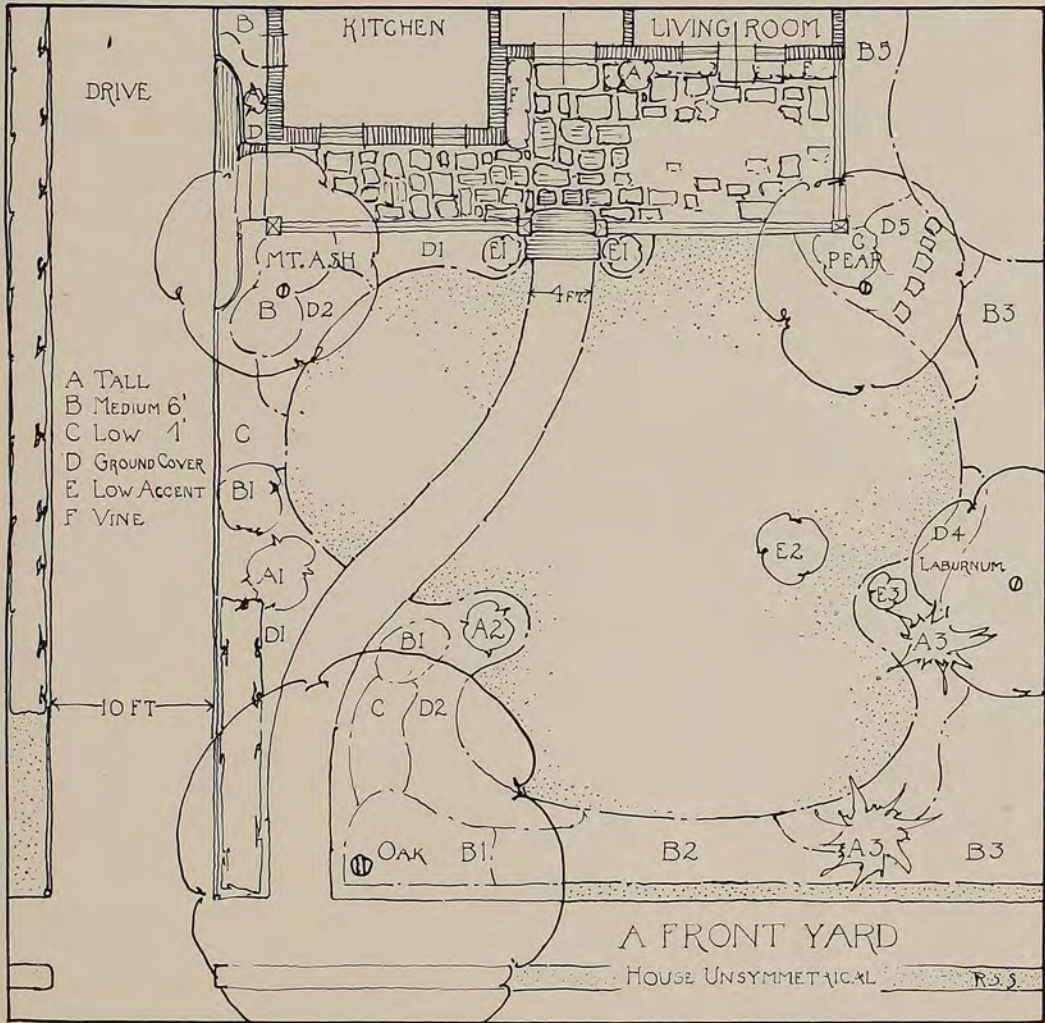 B
KITCHEN
LIVING ROOM
B5
DRIVE
A
F
A
F
D
D1
E1
E1
C
D5
MT. ASH
PEAR
B
D2
4 FT.
B3
A TALL
B MEDIUM 6'
C LOW 1'
D GROUND COVER
E LOW ACCENT
F VINE
C
B1
A1
E2
D4
LABURNUM
E3
D1
B1
A2
A3
10 FT
C
D2
OAK
B1.
B2
A3
B3
A FRONT YARD
HOUSE UNSYMMETRICAL
R.S.S.